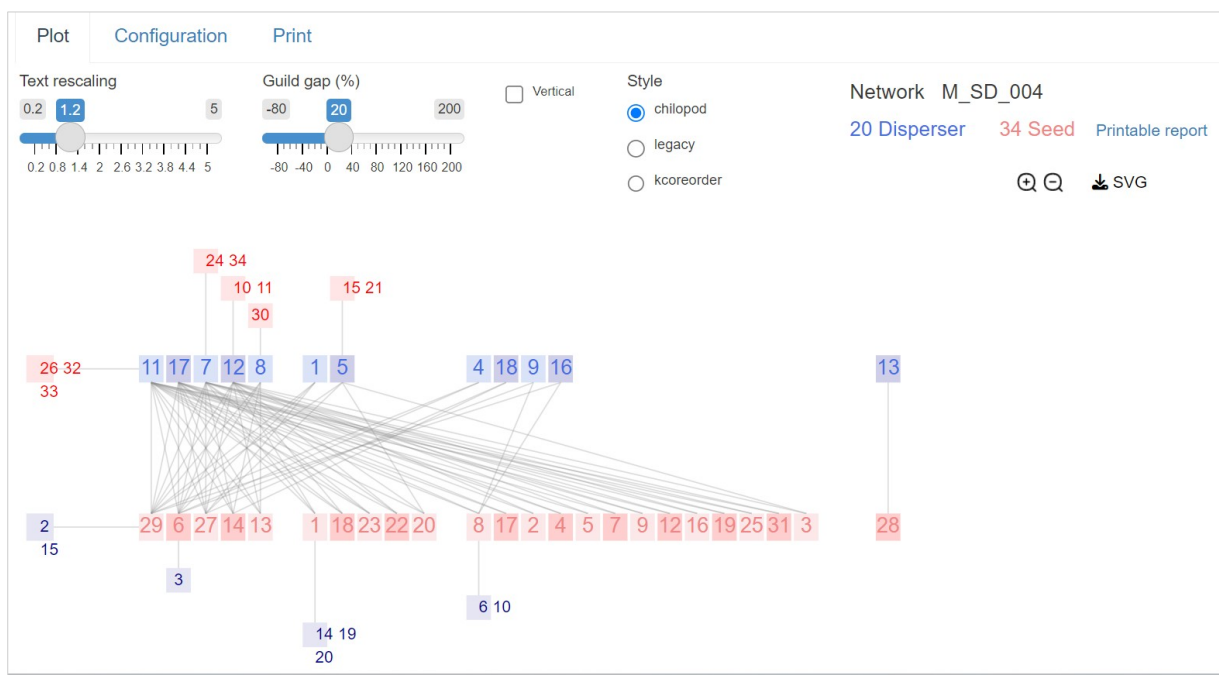 Plot Configuration Print
Text rescaling Guild gap (%) Vertical Style
0.2 1.2 5 -80 20 200
0.2 0.8 1.4 2 2.6 3.2 3.8 4.4 5 -80 -40 0 40 80 120 160 200
chilopod
legacy
kcoreorder
Network M_SD_004
20 Disperser 34 Seed Printable report
SVG
24 34
10 11 15 21
30
26 32 11 17 7 12 8 1 5 4 18 9 16 13
33
2 29 6 27 14 13 1 18 23 22 20 8 17 2 4 5 7 9 12 16 19 25 31 3 28
15
3
6 10
14 19
20